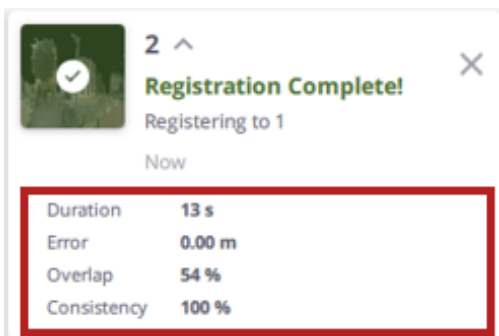 2
Registration Complete!
Registering to 1
Now
Duration 13 s
Error 0.00 m
Overlap 54 %
Consistency 100 %